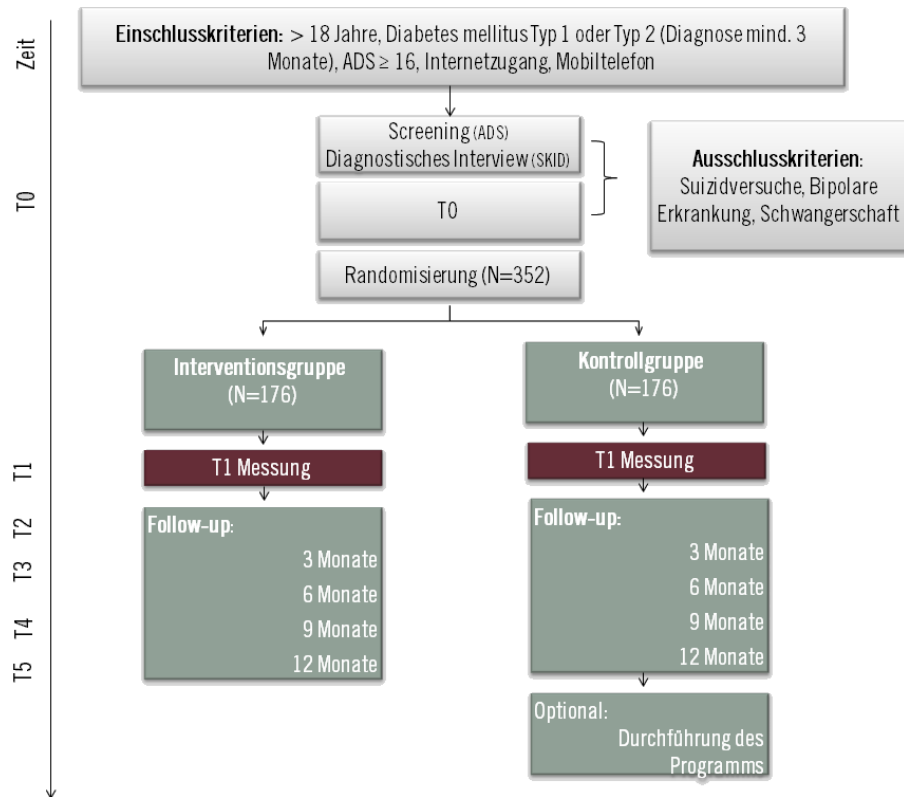 Zeit
Einschlusskriterien: > 18 Jahre, Diabetes mellitus Typ 1 oder Typ 2 (Diagnose mind. 3
Monate), ADS ≥ 16, Internetzugang, Mobiltelefon
Screening (ADS)
Diagnostisches Interview (SKID)
Ausschlusskriterien:
Suizidversuche, Bipolare
Erkrankung, Schwangerschaft
T0
T0
Randomisierung (N=352)
Interventionsgruppe
(N=176)
Kontrollgruppe
(N=176)
T1
T1 Messung
T1 Messung
T2
T3
T4
T5
Follow-up:
3 Monate
6 Monate
9 Monate
12 Monate
Follow-up:
3 Monate
6 Monate
9 Monate
12 Monate
Optional:
Durchführung des
Programms